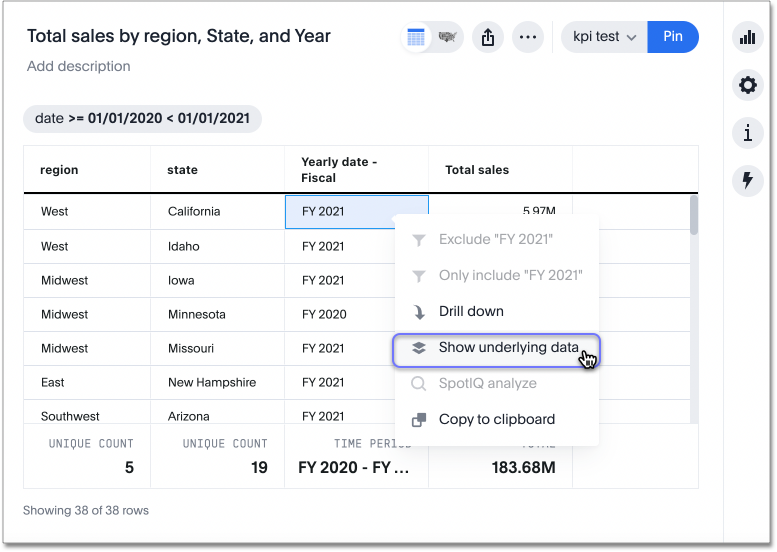 Total sales by region, State, and Year
kpi test
Pin
Add description
date >= 01/01/2020 < 01/01/2021
region
state
Yearly date -
Fiscal
Total sales
West
California
FY 2021
5.97M
West
Idaho
FY 2021
Midwest
Iowa
FY 2021
Midwest
Minnesota
FY 2020
Midwest
Missouri
FY 2021
East
New Hampshire
FY 2021
Southwest
Arizona
FY 2021
Exclude "FY 2021"
Only include "FY 2021"
Drill down
Show underlying data
SpotIQ analyze
Copy to clipboard
UNIQUE COUNT
5
UNIQUE COUNT
19
TIME PERIOD
FY 2020 - FY ...
TOTAL
183.68M
Showing 38 of 38 rows